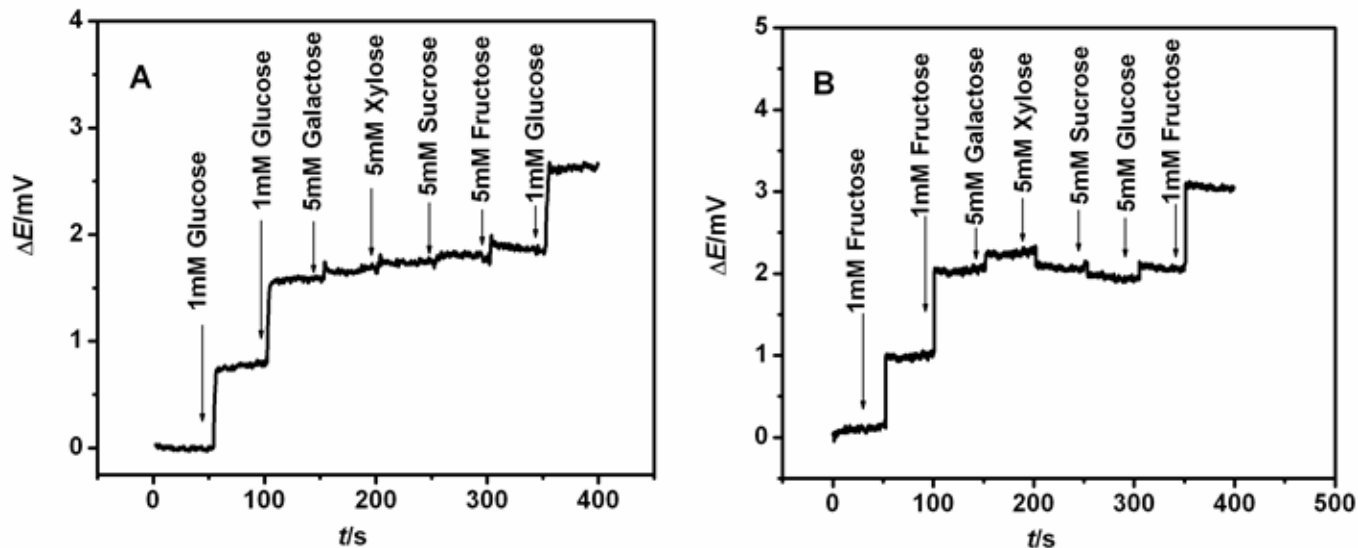 A
4
3
2
1
0
ΔE/mV
0
100
200
300
400
t/s
1mM Glucose
1mM Glucose
5mM Galactose
5mM Xylose
5mM Sucrose
5mM Fructose
1mM Glucose
B
5
4
3
2
1
0
ΔE/mV
0
100
200
300
400
500
t/s
1mM Fructose
1mM Fructose
5mM Galactose
5mM Xylose
5mM Sucrose
5mM Glucose
1mM Fructose